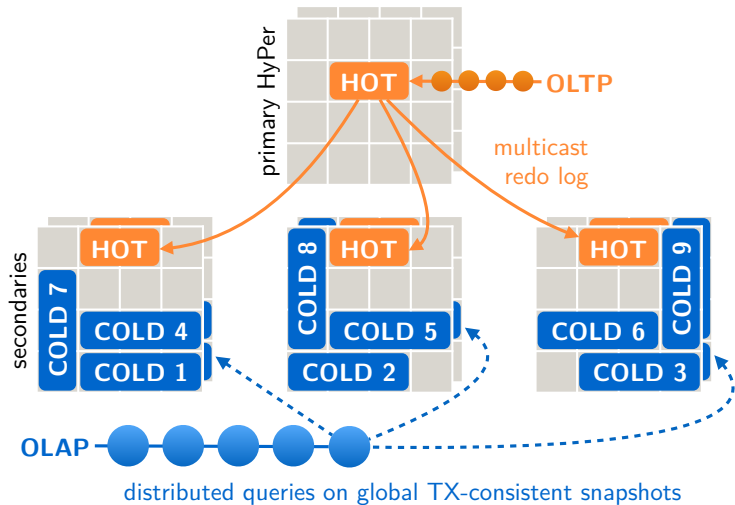 primary HyPer
HOT
OLTP
multicast
redo log
secondaries
HOT
COLD 7
COLD 4
COLD 1
HOT
COLD 8
COLD 5
COLD 2
HOT
COLD 9
COLD 6
COLD 3
OLAP
distributed queries on global TX-consistent snapshots